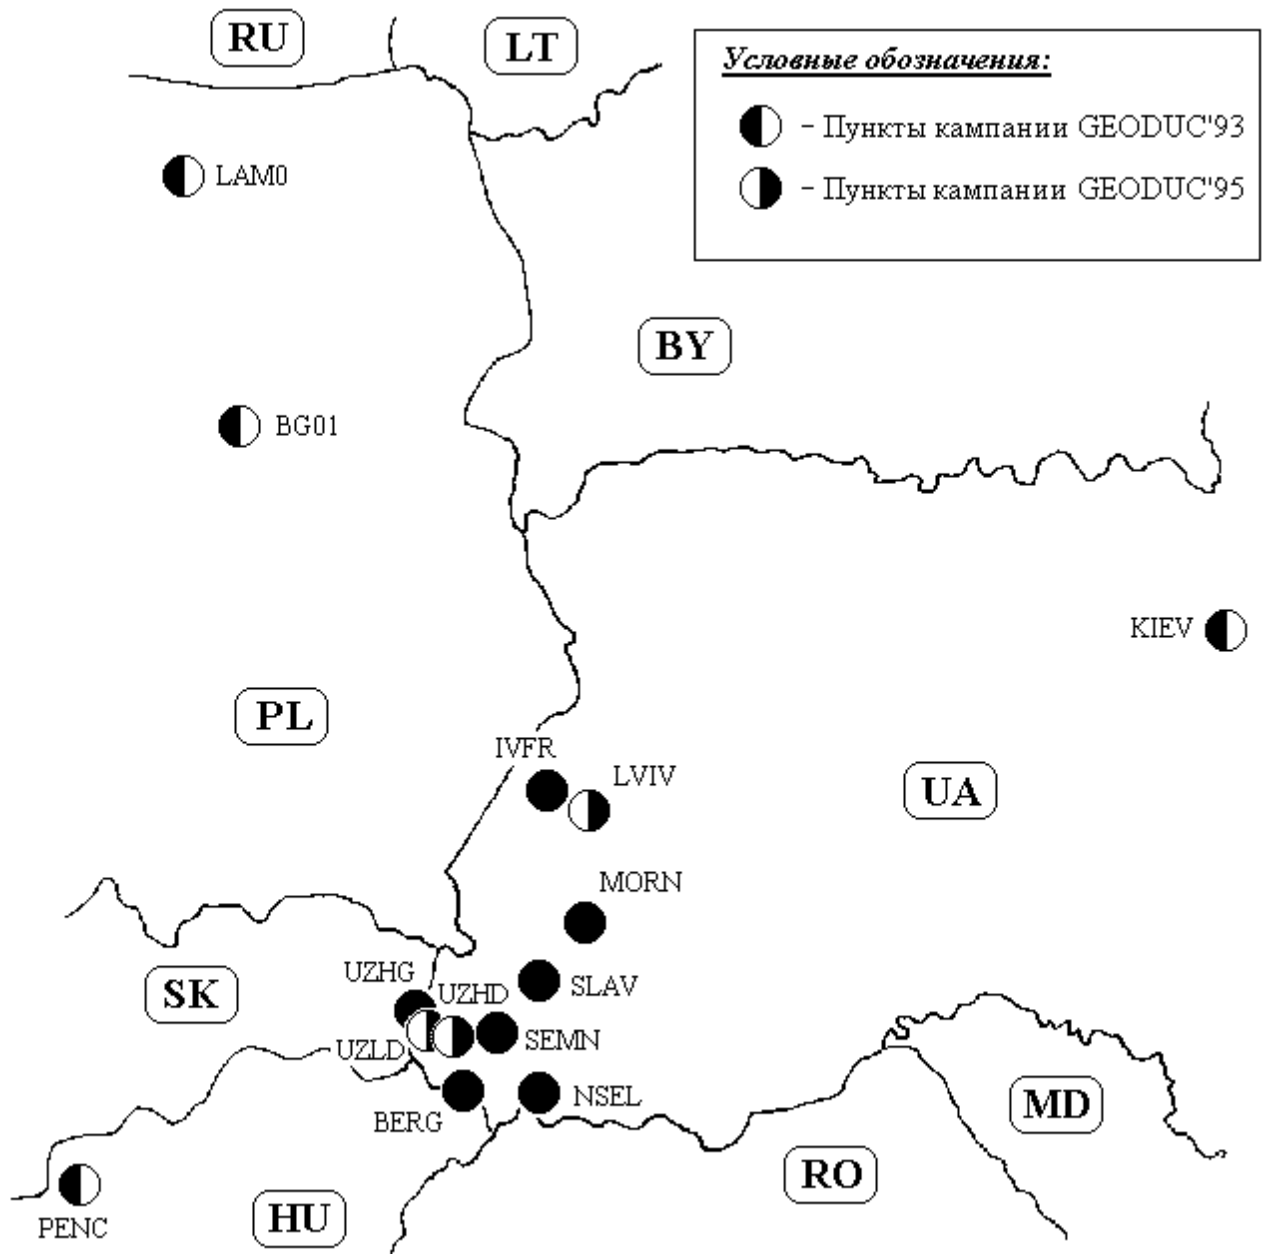 RU
LT
Условные обозначения:
- Пункты кампании GEODUC'93
- Пункты кампании GEODUC'95
LAM0
BY
BG01
KIEV
PL
IVFR
LVIV
UA
MORN
UZHG
UZHD
SLAV
SK
UZLD
SEMN
BERG
NSEL
MD
RO
PENC
HU